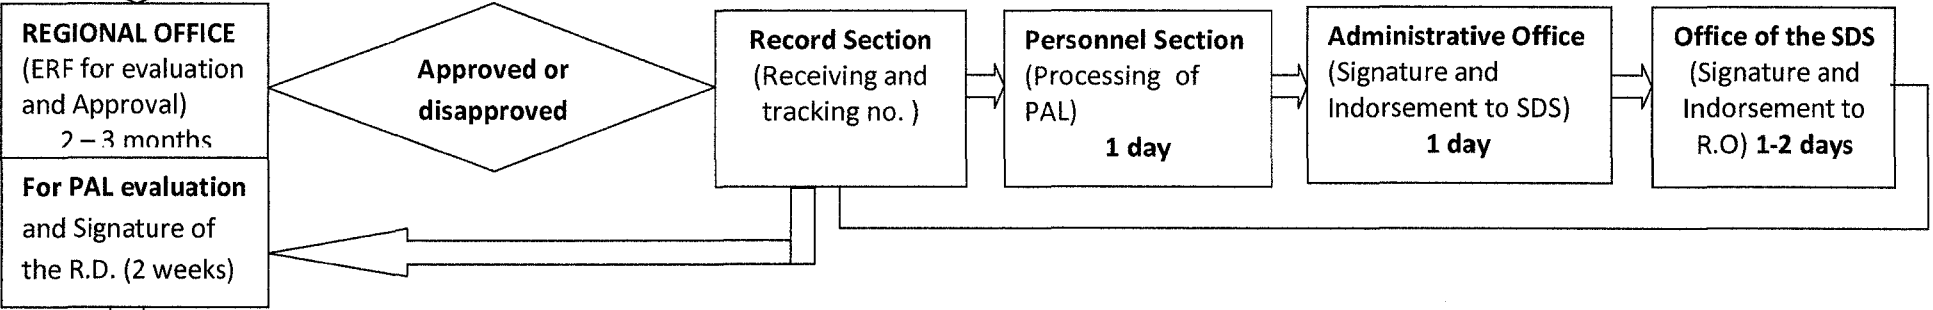 REGIONAL OFFICE
(ERF for evaluation
and Approval)
2 – 3 months
For PAL evaluation
and Signature of
the R.D. (2 weeks)
Approved or
disapproved
Record Section
(Receiving and
tracking no. )
Personnel Section
(Processing of
PAL)
1 day
Administrative Office
(Signature and
Indorsement to SDS)
1 day
Office of the SDS
(Signature and
Indorsement to
R.O) 1-2 days